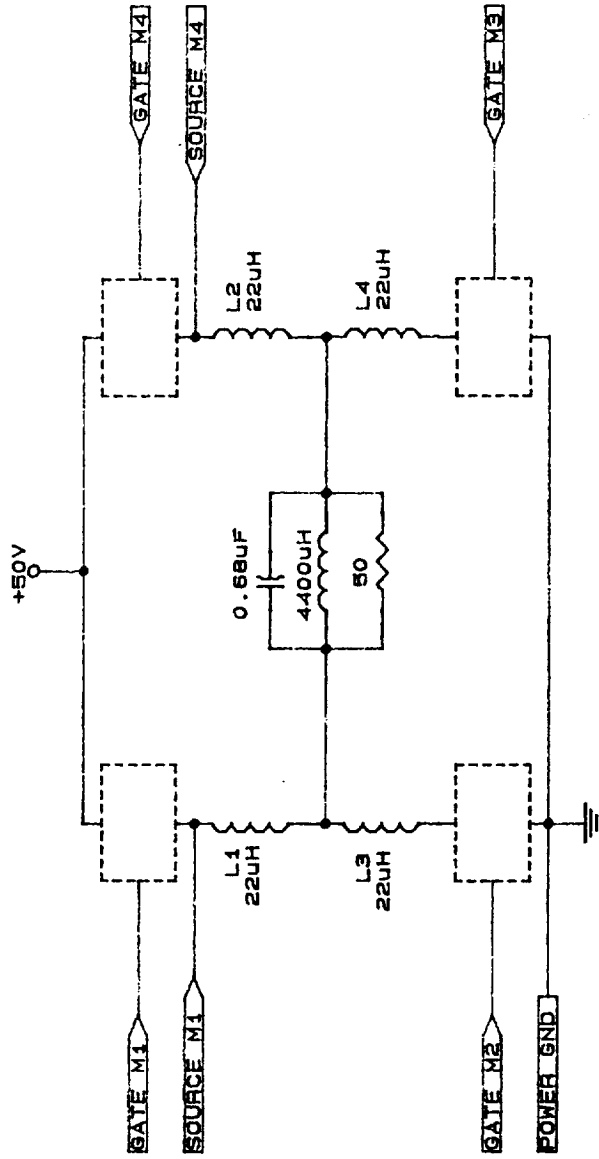 +50V
GATE M1
SOURCE M1
GATE M4
SOURCE M4
L1
22uH
L2
22uH
0.68uF
4400uH
50
L3
22uH
L4
22uH
GATE M2
GATE M3
POWER GND